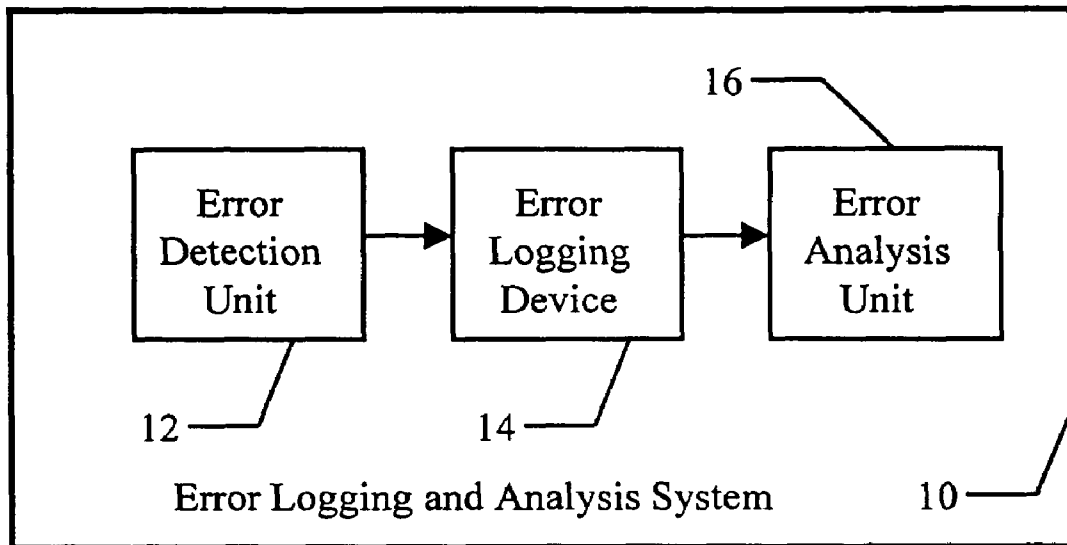 16
Error
Detection
Unit
Error
Logging
Device
Error
Analysis
Unit
12
14
Error Logging and Analysis System
10